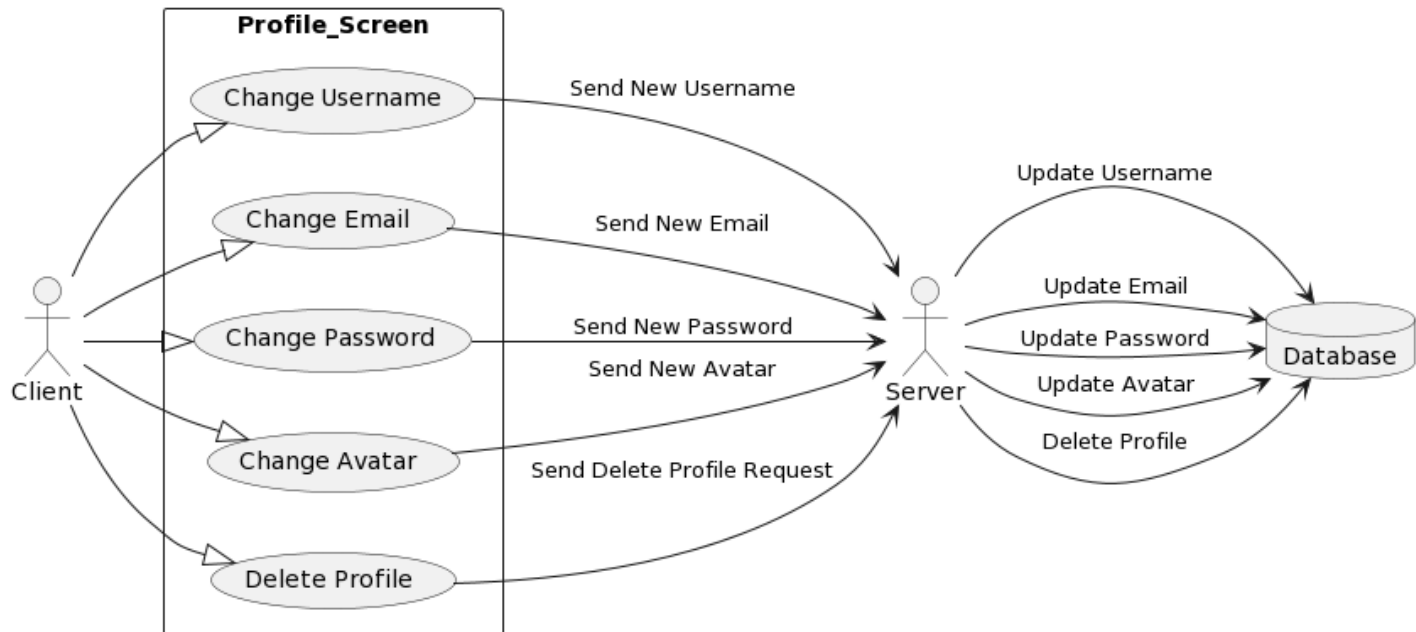 Profile_Screen
Change Username
Send New Username
Update Username
Change Email
Send New Email
Update Email
Change Password
Send New Password
Update Password
Client
Server
Database
Send New Avatar
Update Avatar
Change Avatar
Send Delete Profile Request
Delete Profile
Delete Profile